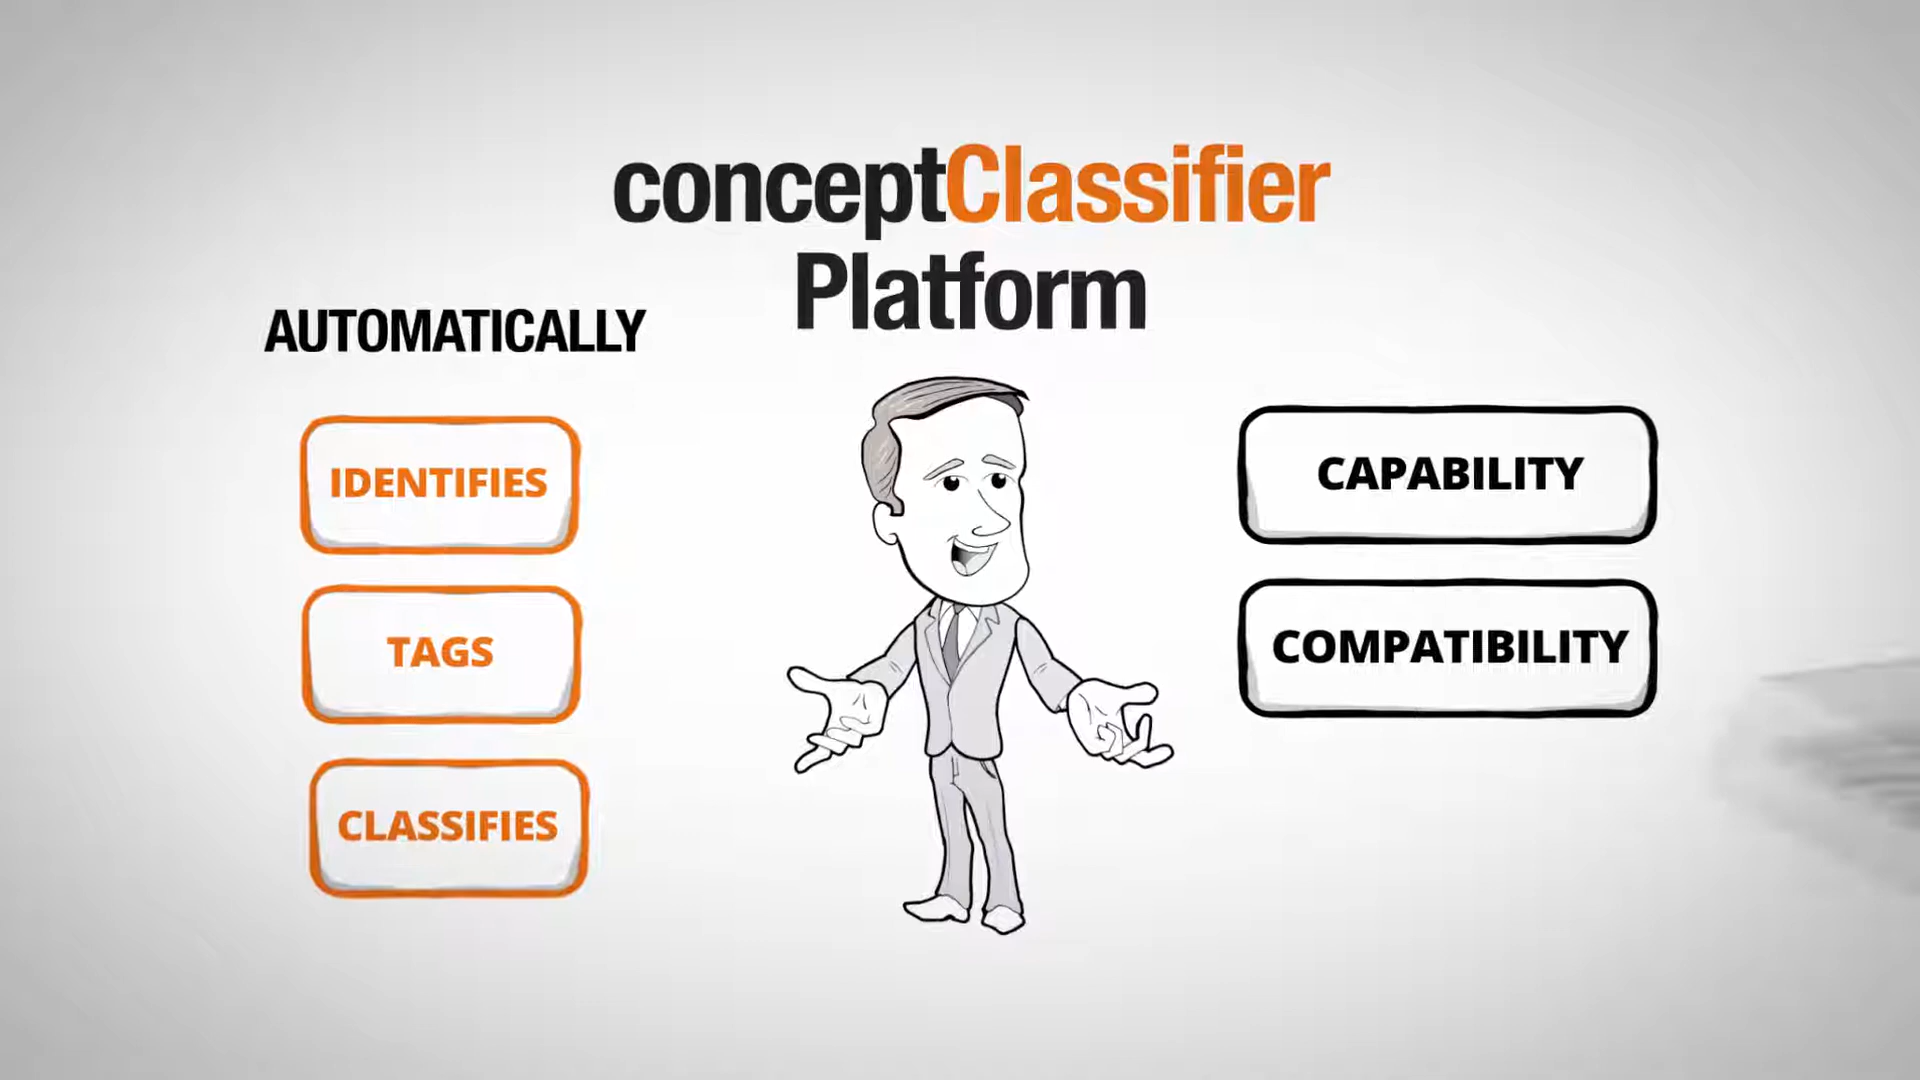 conceptClassifier
Platform
AUTOMATICALLY
IDENTIFIES
TAGS
CLASSIFIES
CAPABILITY
COMPATIBILITY